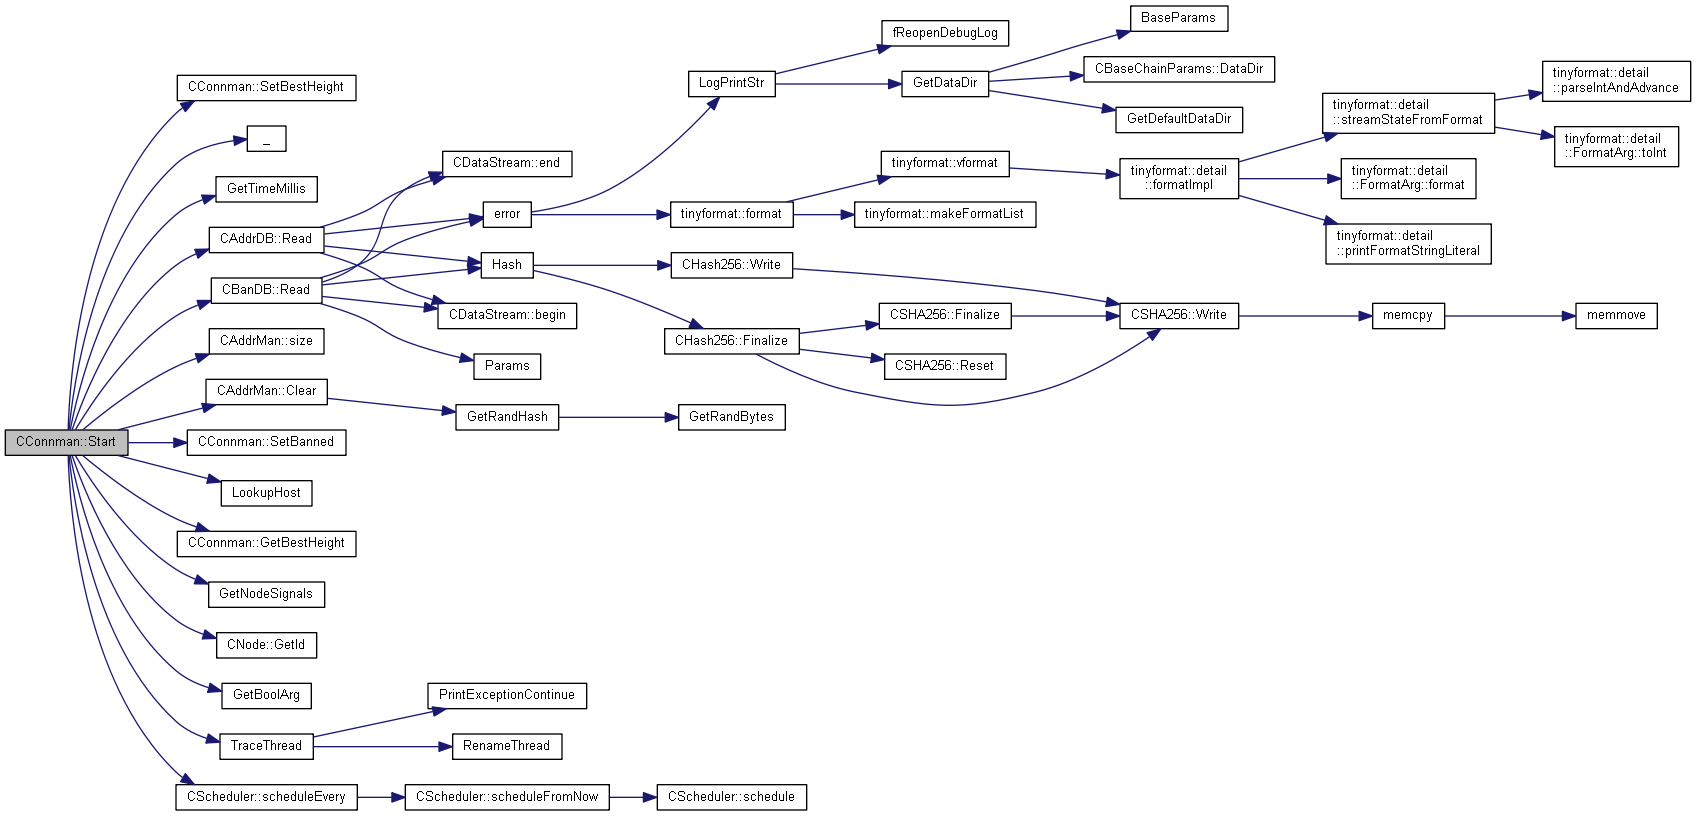 CConnman::Start
CConnman::SetBestHeight
_
GetTimeMillis
CAddrDB::Read
CBanDB::Read
CAddrMan::size
CAddrMan::Clear
CConnman::SetBanned
LookupHost
CConnman::GetBestHeight
GetNodeSignals
CNode::GetId
GetBoolArg
TraceThread
CScheduler::scheduleEvery
CDataStream::end
error
Hash
CDataStream::begin
Params
GetRandHash
PrintExceptionContinue
RenameThread
CScheduler::scheduleFromNow
LogPrintStr
tinyformat::format
CHash256::Write
CHash256::Finalize
GetRandBytes
CScheduler::schedule
fReopenDebugLog
GetDataDir
tinyformat::vformat
tinyformat::makeFormatList
CSHA256::Finalize
CSHA256::Reset
BaseParams
CBaseChainParams::DataDir
GetDefaultDataDir
tinyformat::detail
::formatImpl
CSHA256::Write
tinyformat::detail
::streamStateFromFormat
tinyformat::detail
::FormatArg::format
tinyformat::detail
::printFormatStringLiteral
memcpy
tinyformat::detail
::parseIntAndAdvance
tinyformat::detail
::FormatArg::toInt
memmove